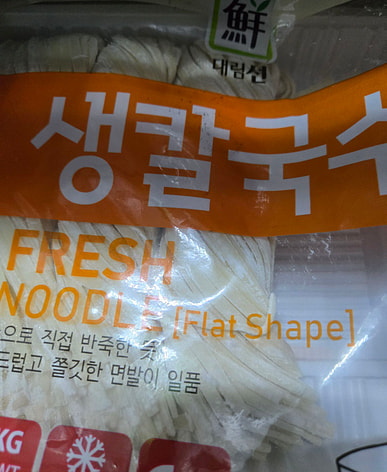 鮮
대림선
생칼국수
FRESH
NOODLE [Flat Shape]
으로 직접 반죽한 듯
드럽고 쫄깃한 면발이 일품
KG